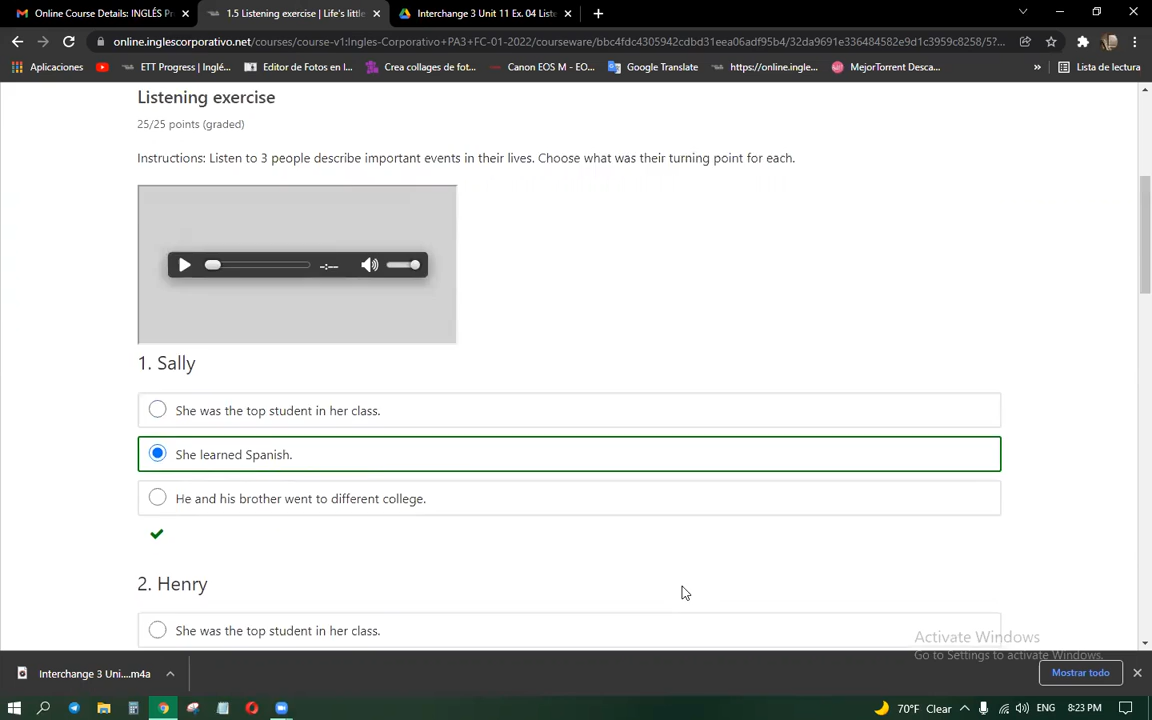 Online Course Details: INGLÉS Pr
1.5 Listening exercise | Life's little
Interchange 3 Unit 11 Ex. 04 Liste
online.inglescorporativo.net/courses/course-v1:Ingles-Corporativo+PA3+FC-01-2022/courseware/bbc4fdc4305942cdbd31eea06adf95b4/32da9691e336484582e9d1c3959c8258/5?...
Aplicaciones
ETT Progress | Inglé...
Editor de Fotos en l...
Crea collages de fot...
Canon EOS M - EO...
Google Translate
https://online.ingle...
MejorTorrent Desca...
»
Lista de lectura
Listening exercise
25/25 points (graded)
Instructions: Listen to 3 people describe important events in their lives. Choose what was their turning point for each.
-:--
1. Sally
She was the top student in her class.
She learned Spanish.
He and his brother went to different college.
2. Henry
She was the top student in her class.
Activate Windows
Go to Settings to activate Windows.
Interchange 3 Uni....m4a
Mostrar todo
70°F Clear
ENG
8:23 PM